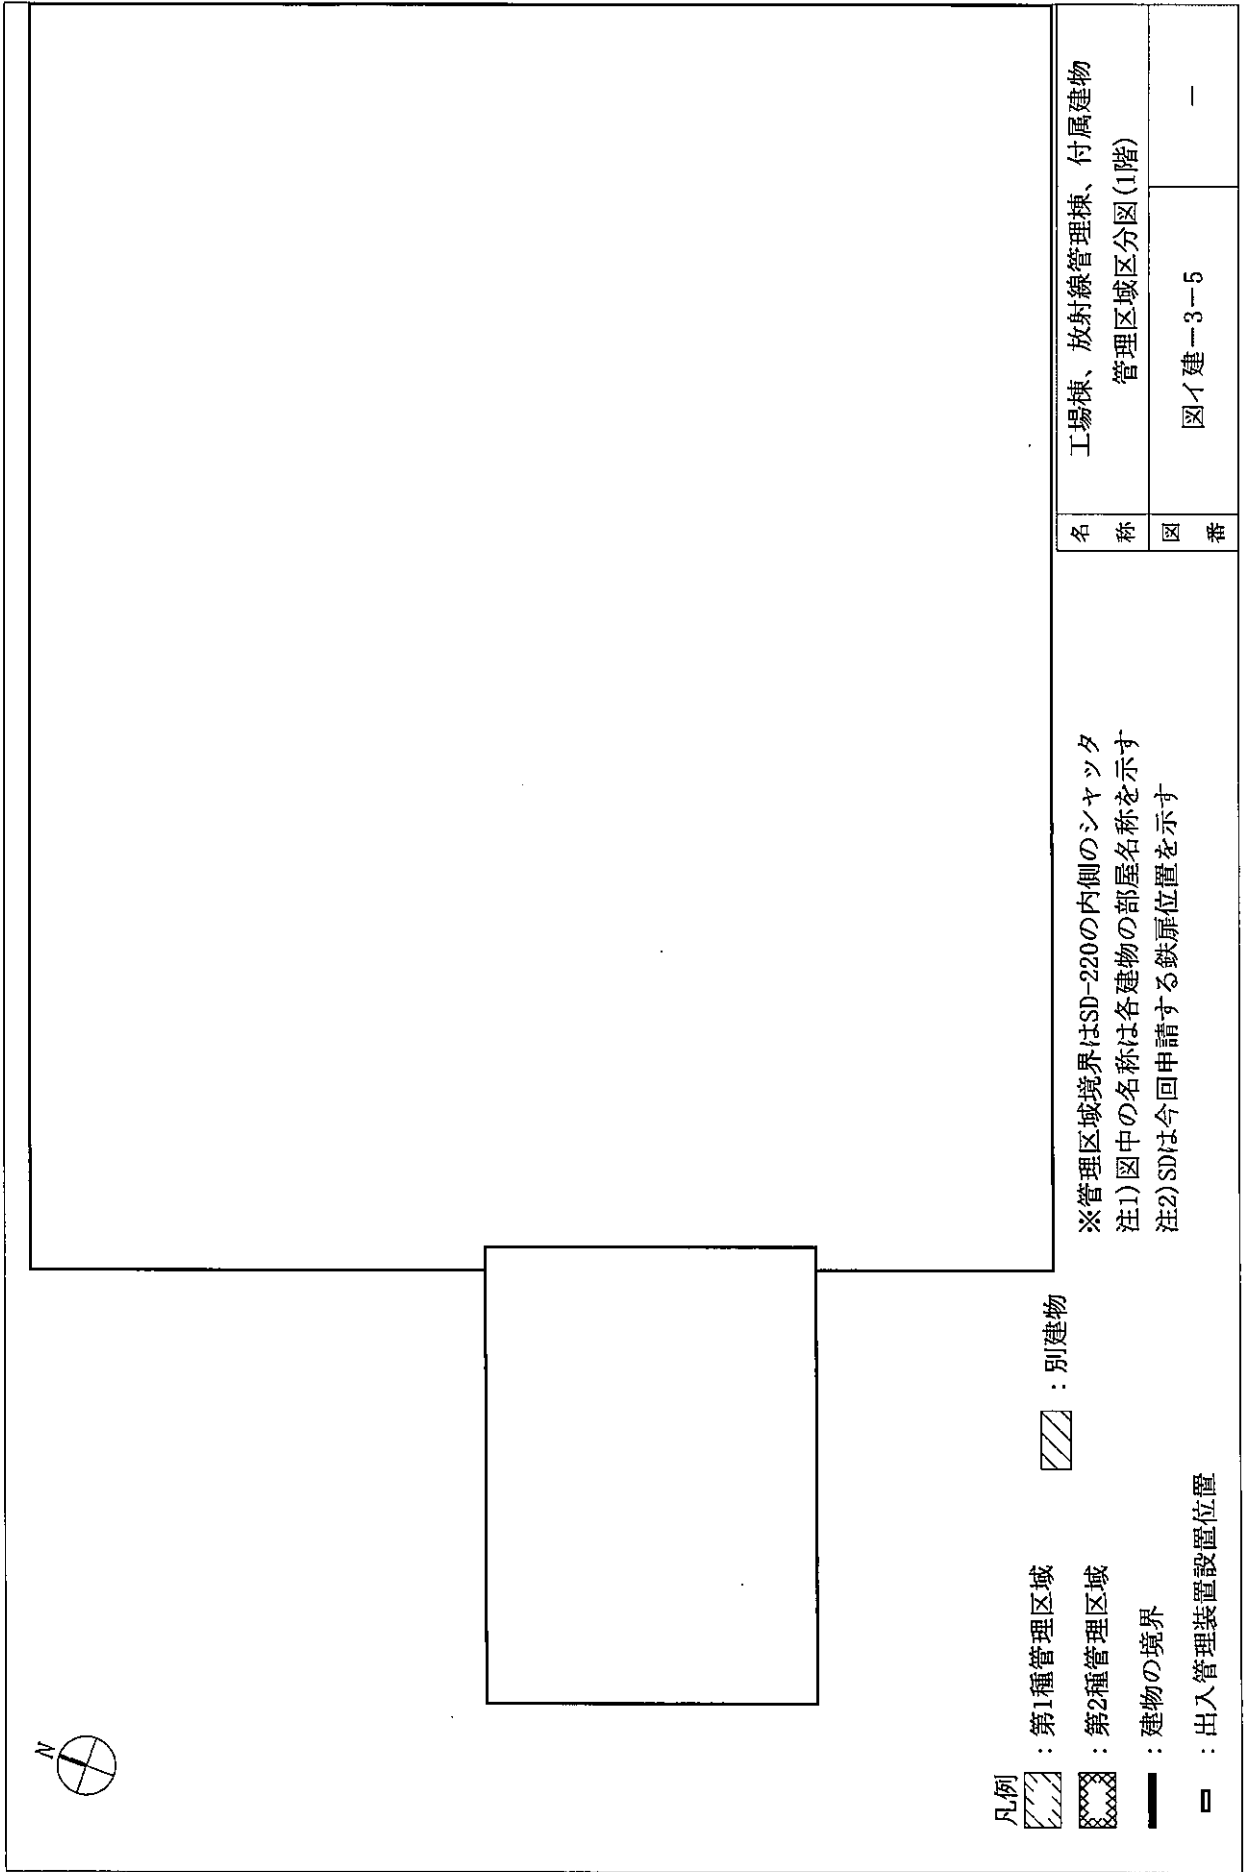 N
凡例
：第1種管理区域
：別建物
：第2種管理区域
：建物の境界
：出入管理装置設置位置
※管理区域境界はSD-220の内側のシャッタ
注1)図中の名称は各建物の部屋名称を示す
注2)SDは今回申請する鉄扉位置を示す
名称
工場棟、放射線管理棟、付属建物
管理区域区分図(1階)
図番
図イ建－3－5
－